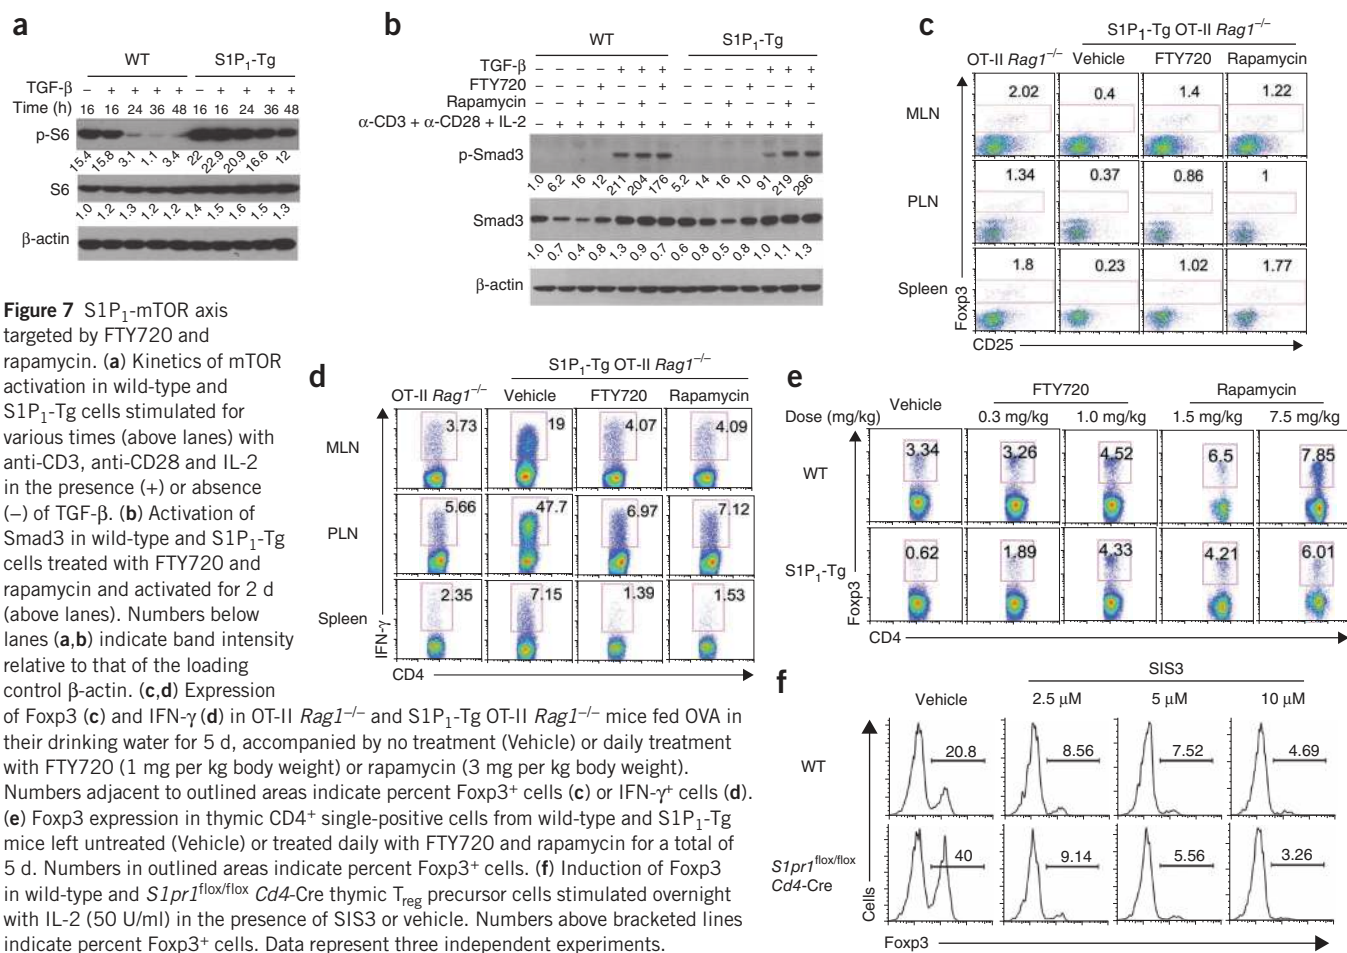 a
WT S1P1-Tg
TGF-β – + + + + – + + + +
Time (h) 16 16 24 36 48 16 16 24 36 48
p-S6
15.4 15.8 3.1 1.1 3.4 22 22.9 20.9 16.6 12
S6
1.0 1.2 1.3 1.2 1.2 1.4 1.5 1.6 1.5 1.3
β-actin
b
WT S1P1-Tg
TGF-β – – – – + + + – – – – + + +
FTY720 – – – + – – + – – – + – – +
Rapamycin – – + – – + – – – + – – + –
α-CD3 + α-CD28 + IL-2 – + + + + + + – + + + + + +
p-Smad3
1.0 6.2 16 12 211 204 176 5.2 14 16 10 91 219 296
Smad3
1.0 0.7 0.4 0.8 1.3 0.9 0.7 0.6 0.8 0.5 0.8 1.0 1.1 1.3
β-actin
c
S1P1-Tg OT-II Rag1–/–
OT-II Rag1–/– Vehicle FTY720 Rapamycin
MLN 2.02 0.4 1.4 1.22
PLN 1.34 0.37 0.86 1
Spleen 1.8 0.23 1.02 1.77
Foxp3
CD25
Figure 7 S1P1-mTOR axis
targeted by FTY720 and
rapamycin. (a) Kinetics of mTOR
activation in wild-type and
S1P1-Tg cells stimulated for
various times (above lanes) with
anti-CD3, anti-CD28 and IL-2
in the presence (+) or absence
(–) of TGF-β. (b) Activation of
Smad3 in wild-type and S1P1-Tg
cells treated with FTY720 and
rapamycin and activated for 2 d
(above lanes). Numbers below
lanes (a,b) indicate band intensity
relative to that of the loading
control β-actin. (c,d) Expression
of Foxp3 (c) and IFN-γ (d) in OT-II Rag1–/– and S1P1-Tg OT-II Rag1–/– mice fed OVA in
their drinking water for 5 d, accompanied by no treatment (Vehicle) or daily treatment
with FTY720 (1 mg per kg body weight) or rapamycin (3 mg per kg body weight).
Numbers adjacent to outlined areas indicate percent Foxp3+ cells (c) or IFN-γ+ cells (d).
(e) Foxp3 expression in thymic CD4+ single-positive cells from wild-type and S1P1-Tg
mice left untreated (Vehicle) or treated daily with FTY720 and rapamycin for a total of
5 d. Numbers in outlined areas indicate percent Foxp3+ cells. (f) Induction of Foxp3
in wild-type and S1pr1flox/flox Cd4-Cre thymic Treg precursor cells stimulated overnight
with IL-2 (50 U/ml) in the presence of SIS3 or vehicle. Numbers above bracketed lines
indicate percent Foxp3+ cells. Data represent three independent experiments.
d
S1P1-Tg OT-II Rag1–/–
OT-II Rag1–/– Vehicle FTY720 Rapamycin
MLN 3.73 19 4.07 4.09
PLN 5.66 47.7 6.97 7.12
Spleen 2.35 7.15 1.39 1.53
IFN-γ
CD4
e
FTY720 Rapamycin
Dose (mg/kg) Vehicle 0.3 mg/kg 1.0 mg/kg 1.5 mg/kg 7.5 mg/kg
WT 3.34 3.26 4.52 6.5 7.85
S1P1-Tg 0.62 1.89 4.33 4.21 6.01
Foxp3
CD4
f
SIS3
Vehicle 2.5 μM 5 μM 10 μM
WT 20.8 8.56 7.52 4.69
S1pr1flox/flox
Cd4-Cre 40 9.14 5.56 3.26
Cells
Foxp3